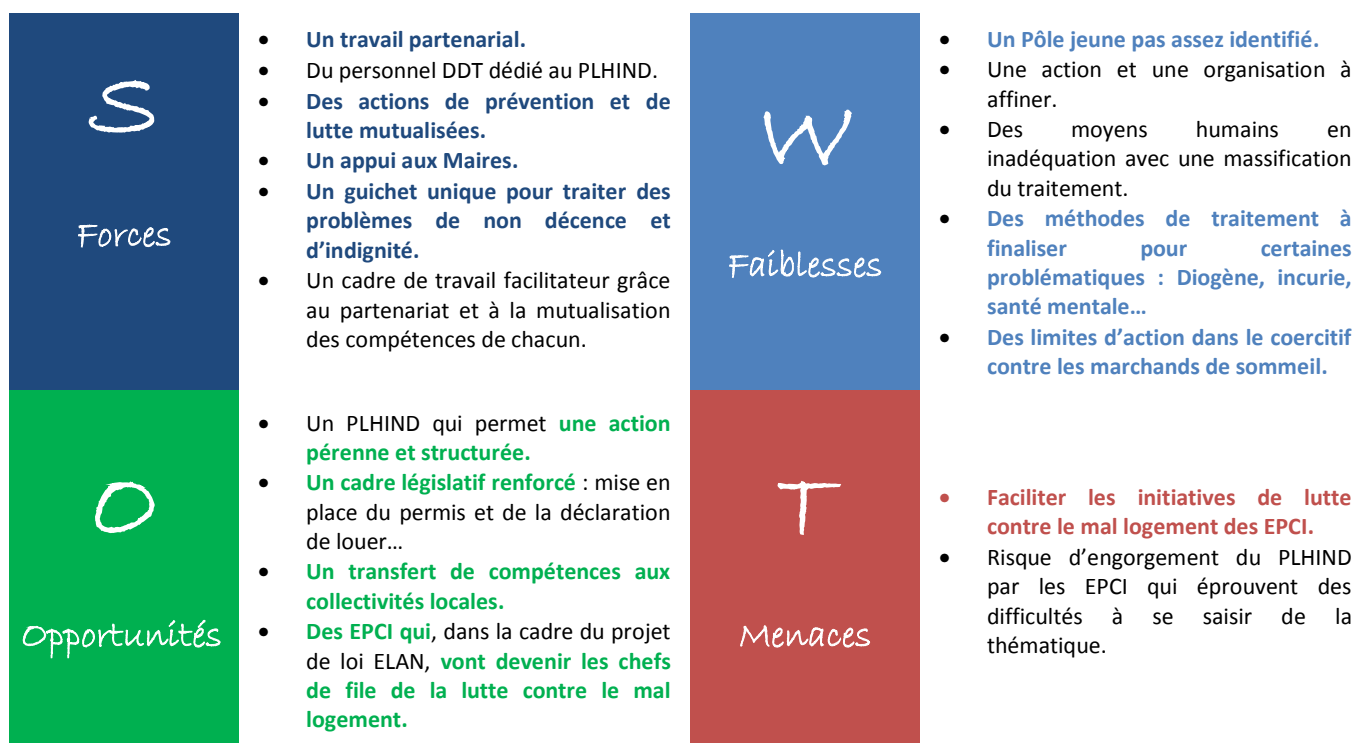 S
Forces
• Un travail partenarial.
• Du personnel DDT dédié au PLHIND.
• Des actions de prévention et de
lutte mutualisées.
• Un appui aux Maires.
• Un guichet unique pour traiter des
problèmes de non décence et
d’indignité.
• Un cadre de travail facilitateur grâce
au partenariat et à la mutualisation
des compétences de chacun.
W
Faiblesses
• Un Pôle jeune pas assez identifié.
• Une action et une organisation à
affiner.
• Des moyens humains en
inadéquation avec une massification
du traitement.
• Des méthodes de traitement à
finaliser pour certaines
problématiques : Diogène, incurie,
santé mentale…
• Des limites d’action dans le coercitif
contre les marchands de sommeil.
O
Opportunités
• Un PLHIND qui permet une action
pérenne et structurée.
• Un cadre législatif renforcé : mise en
place du permis et de la déclaration
de louer…
• Un transfert de compétences aux
collectivités locales.
• Des EPCI qui, dans la cadre du projet
de loi ELAN, vont devenir les chefs
de file de la lutte contre le mal
logement.
T
Menaces
• Faciliter les initiatives de lutte
contre le mal logement des EPCI.
• Risque d’engorgement du PLHIND
par les EPCI qui éprouvent des
difficultés à se saisir de la
thématique.